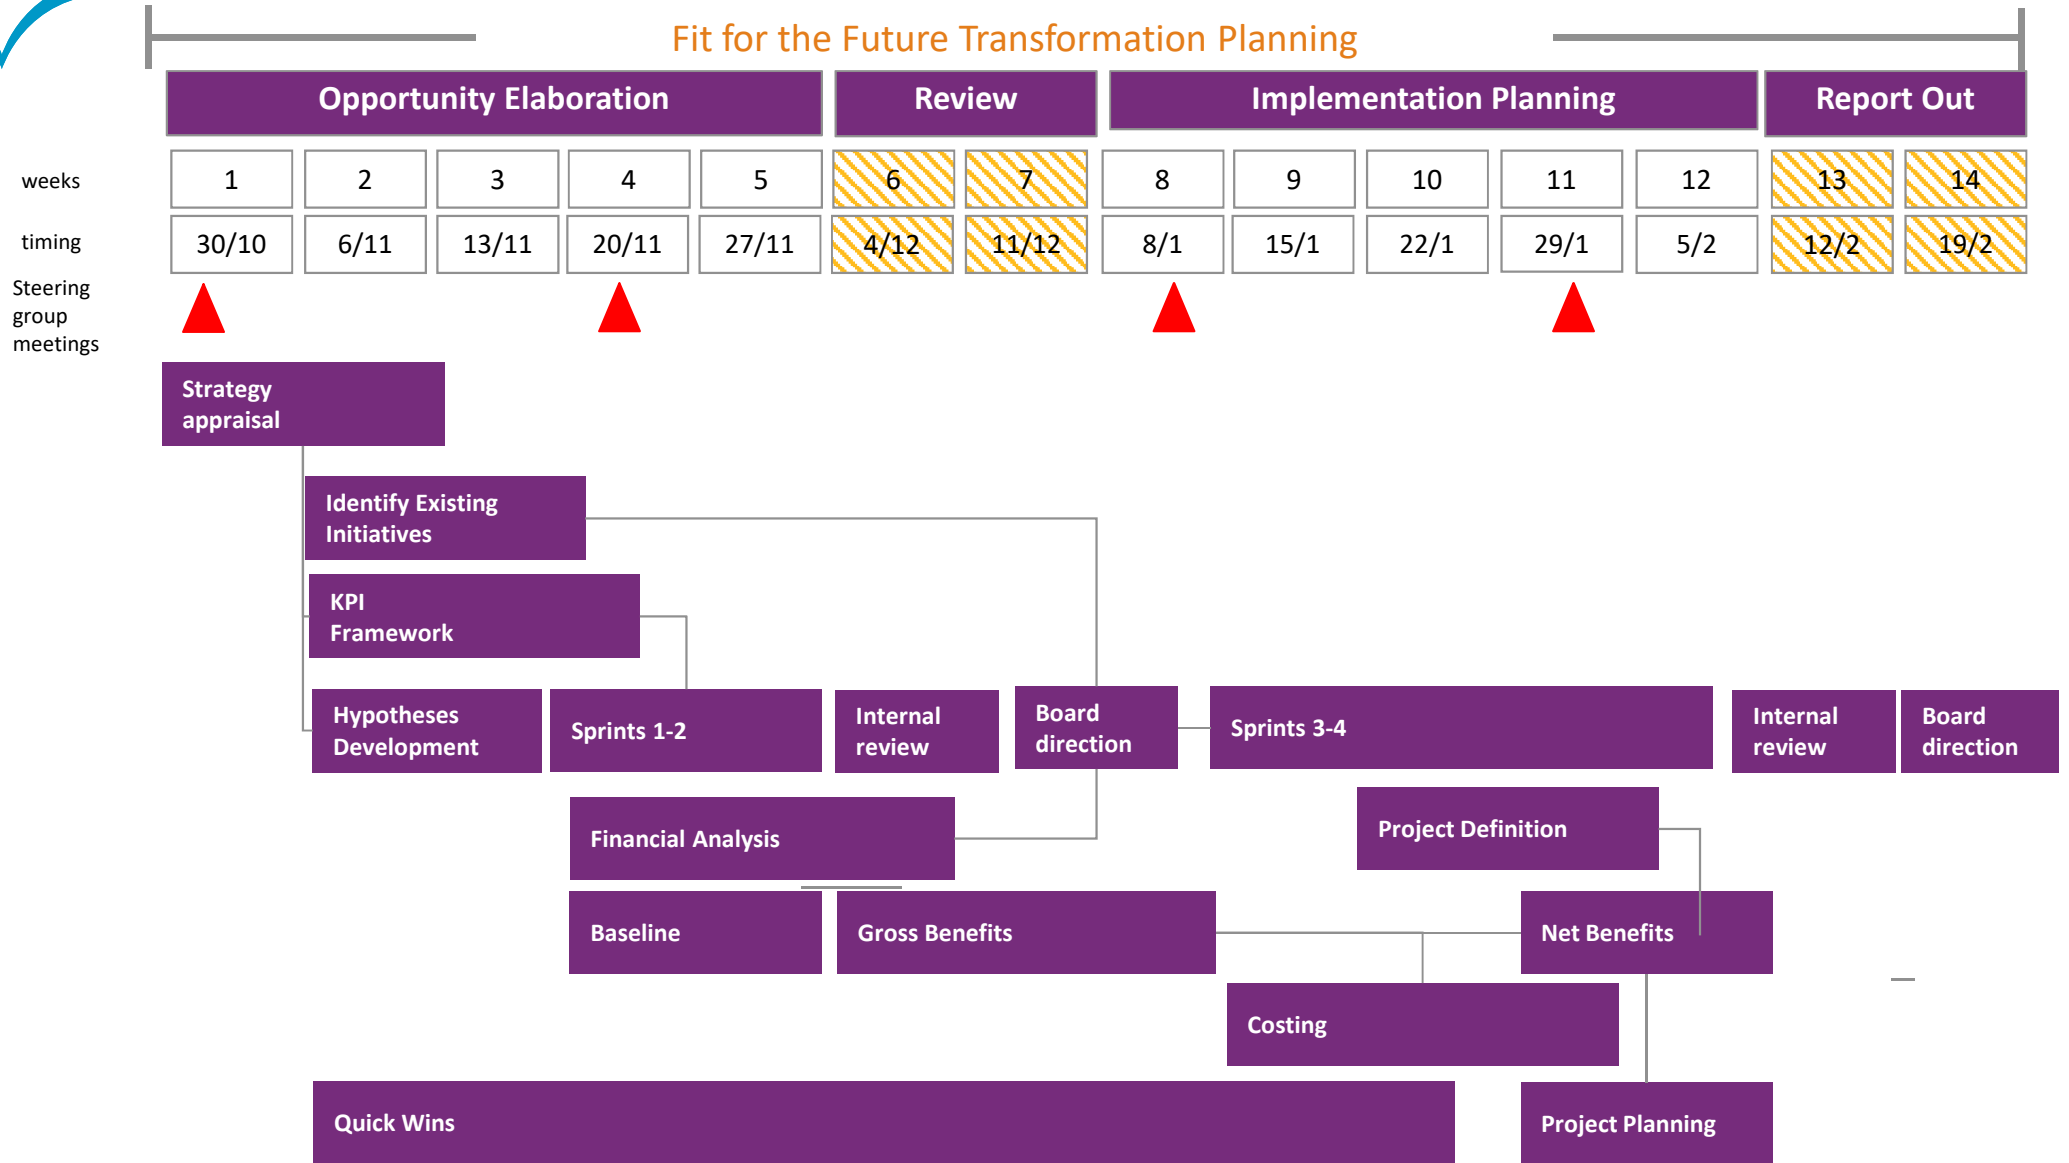 Fit for the Future Transformation Planning
Opportunity Elaboration
Review
Implementation Planning
Report Out
weeks
1
2
3
4
5
6
7
8
9
10
11
12
13
14
timing
30/10
6/11
13/11
20/11
27/11
4/12
11/12
8/1
15/1
22/1
29/1
5/2
12/2
19/2
Steering
group
meetings
Strategy
appraisal
Identify Existing
Initiatives
KPI
Framework
Hypotheses
Development
Sprints 1-2
Internal
review
Board
direction
Sprints 3-4
Internal
review
Board
direction
Financial Analysis
Project Definition
Baseline
Gross Benefits
Net Benefits
Costing
Quick Wins
Project Planning